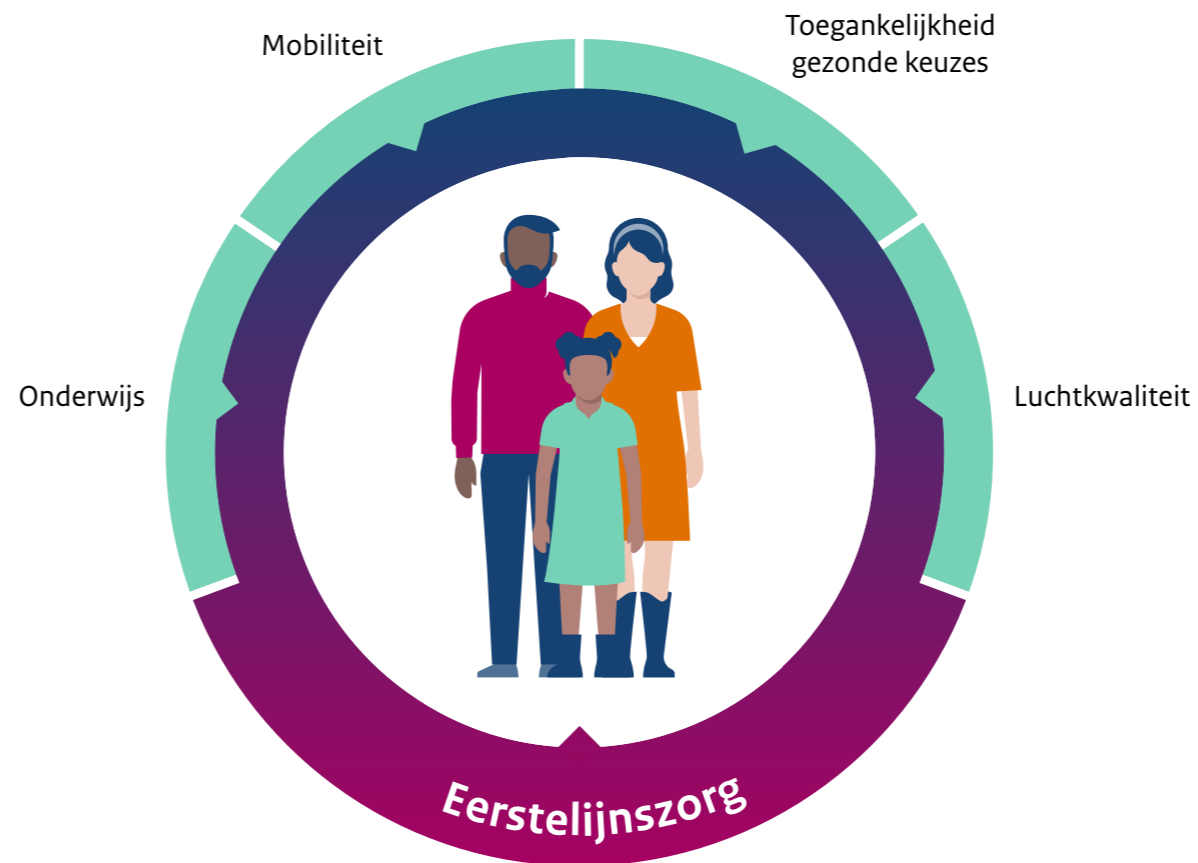 Mobiliteit
Toegankelijkheid
gezonde keuzes
Onderwijs
Luchtkwaliteit
Eerstelijnszorg